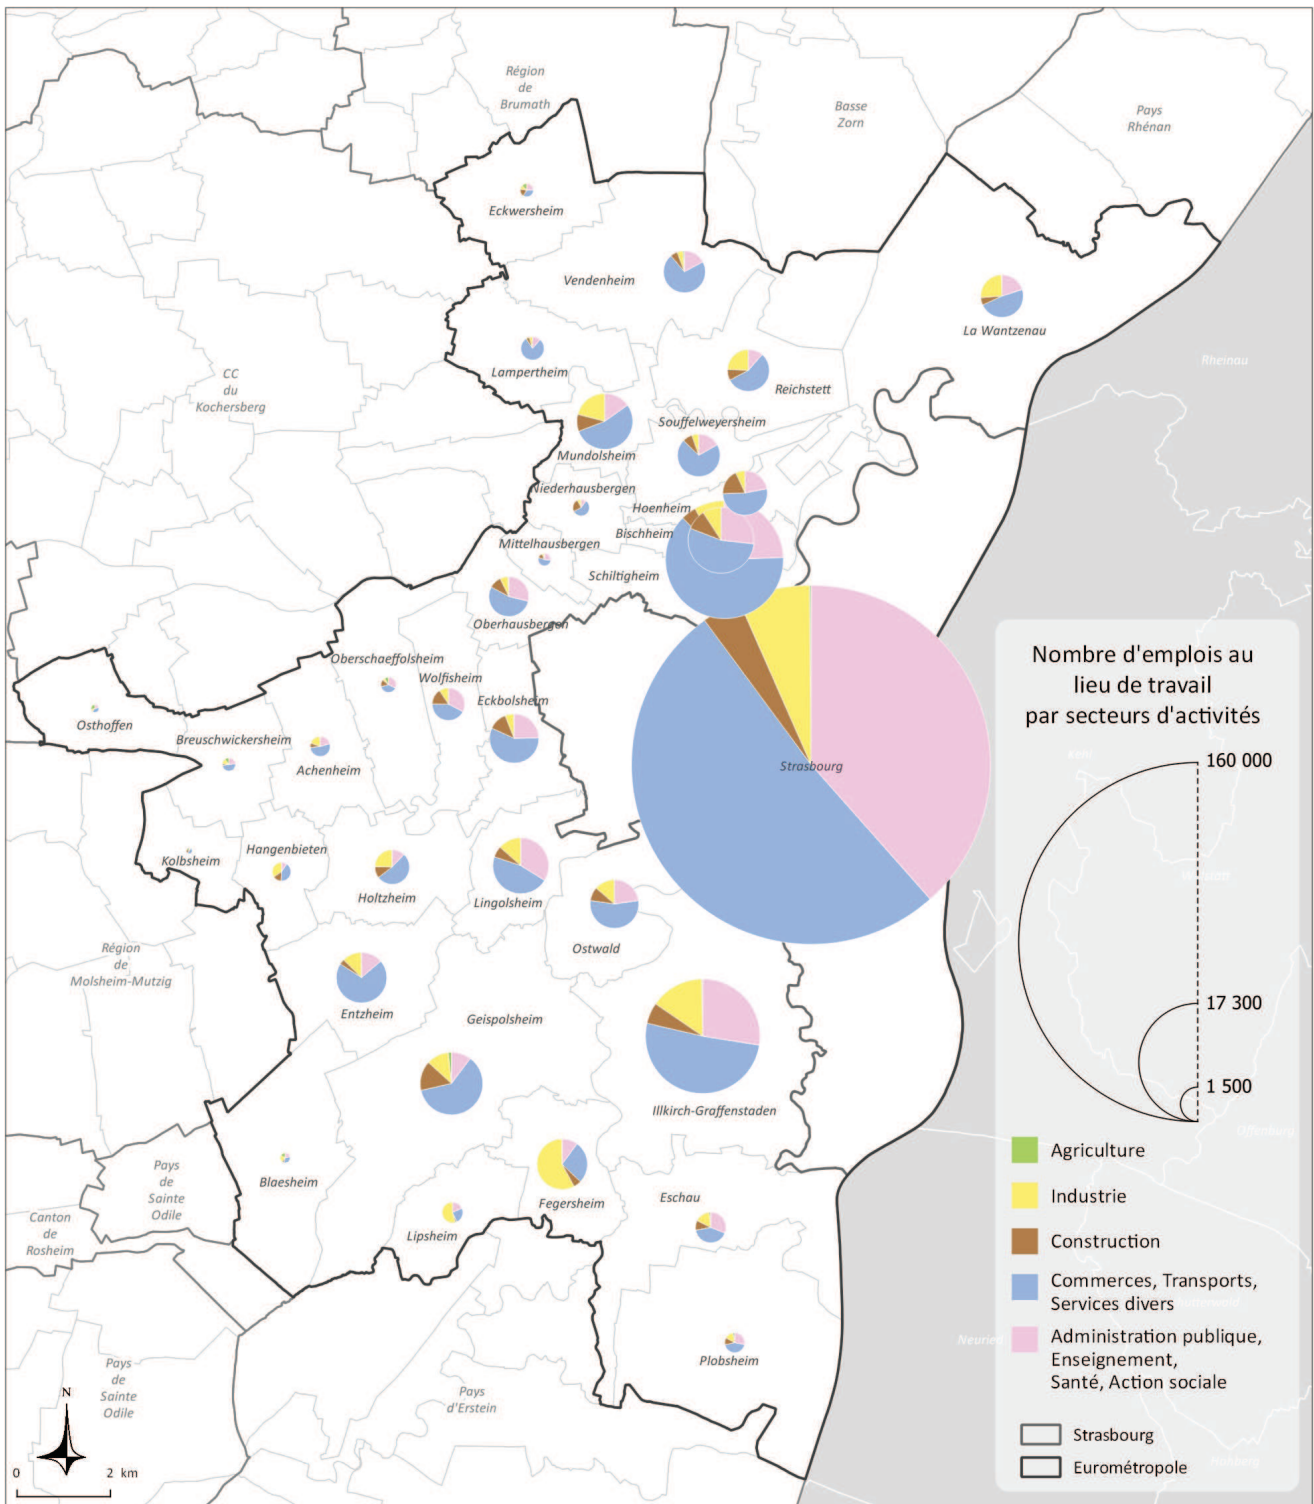 Région
de
Brumath
Basse
Zorn
Pays
Rhénan
Eckwersheim
Vendenheim
La Wantzenau
Lampertheim
Rheinau
CC
du
Kochersberg
Reichstett
Souffelweyersheim
Mundolsheim
Niederhausbergen
Hoenheim
Bischheim
Mittelhausbergen
Schiltigheim
Oberhausbergen
Oberschaeffolsheim
Wolfisheim
Eckbolsheim
Osthoffen
Breuschwickersheim
Achenheim
Strasbourg
Kolbsheim
Hangenbieten
Holtzheim
Lingolsheim
Ostwald
Région
de
Molsheim-Mutzig
Entzheim
Geispolsheim
Illkirch-Graffenstaden
Blaesheim
Pays
de
Sainte
Odile
Canton
de
Rosheim
Fegersheim
Eschau
Lipsheim
Plobsheim
Pays
de
Sainte
Odile
Pays
d'Erstein
N
0 2 km
Nombre d'emplois au
lieu de travail
par secteurs d'activités
Kehl
160 000
17 300
1 500
Offenburg
Agriculture
Industrie
Construction
Commerces, Transports,
Services divers
Administration publique,
Enseignement,
Santé, Action sociale
Neuried
Strasbourg
Eurométropole